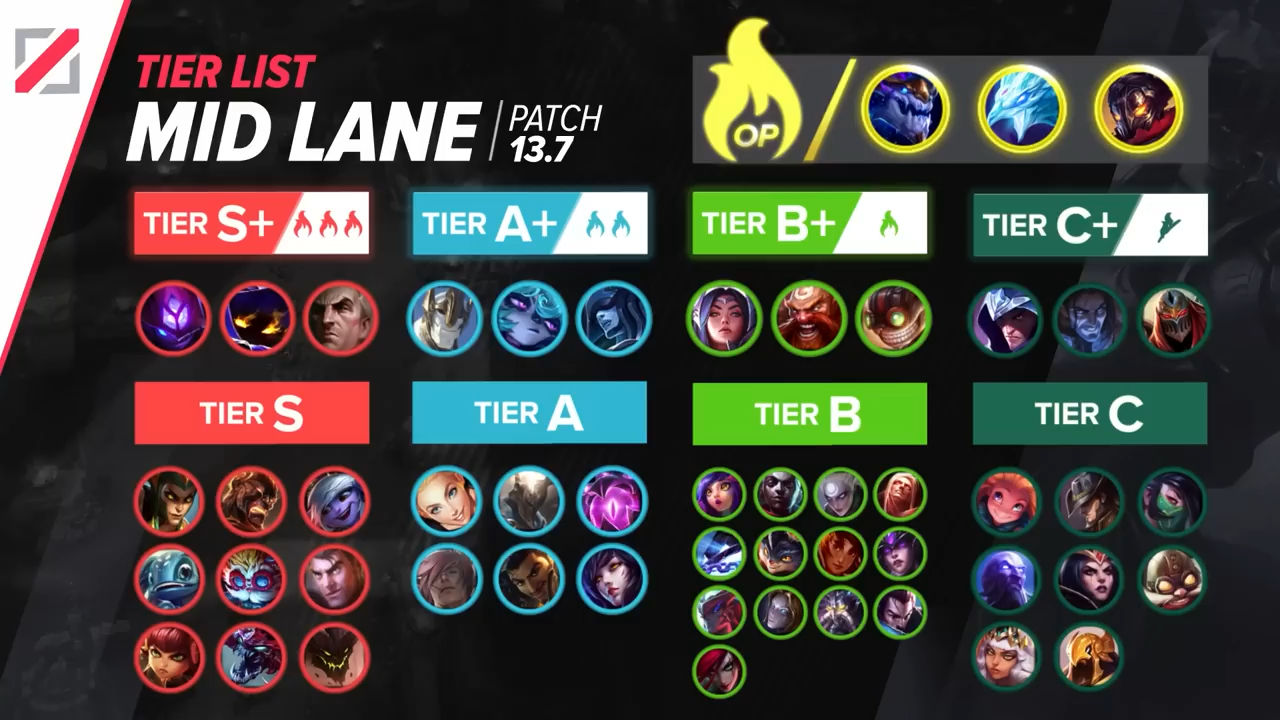 TIER LIST
MID LANE
PATCH
13.7
OP
TIER S+
TIER A+
TIER B+
TIER C+
TIER S
TIER A
TIER B
TIER C